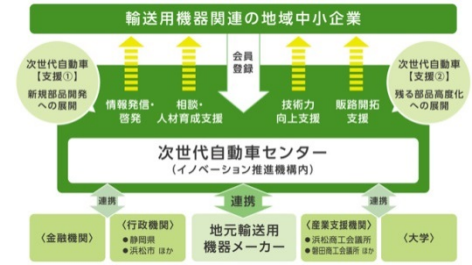 輸送用機器関連の地域中小企業
会員
登録
次世代自動車
【支援①】
新規部品開発
への展開
次世代自動車
【支援②】
残る部品高度化
への展開
情報発信・
啓発
相談・
人材育成支援
技術力
向上支援
販路開拓
支援
次世代自動車センター
(イノベーション推進機構内)
連携
連携
連携
〈金融機関〉
〈行政機関〉
●静岡県
●浜松市 ほか
地元輸送用
機器メーカー
〈産業支援機関〉
●浜松商工会議所
●磐田商工会議所 ほか
〈大学〉